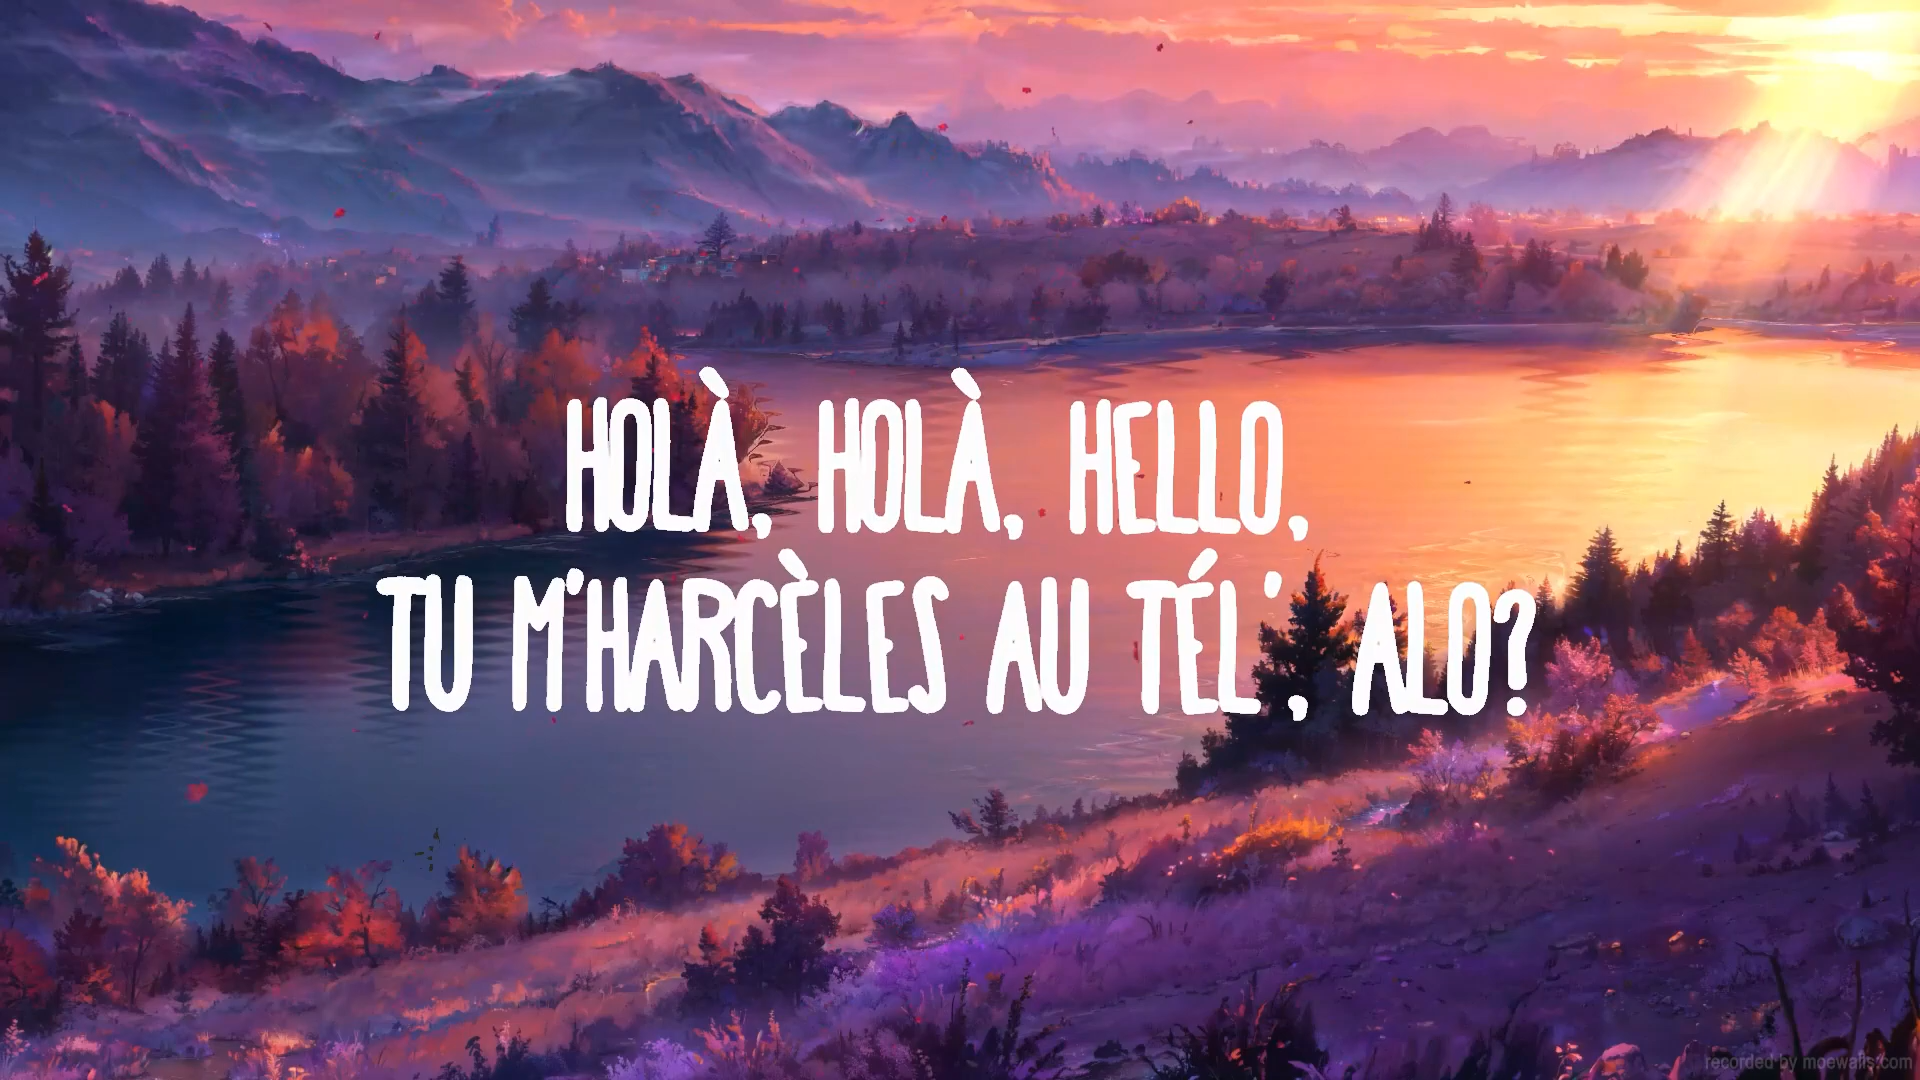 HOLÀ, HOLÀ, HELLO,
TU M'HARCÈLES AU TÉL', ALO?
recorded by moewalls.com